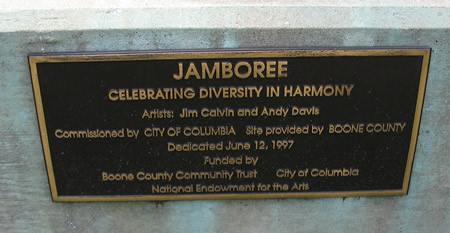 JAMBOREE
CELEBRATING DIVERSITY IN HARMONY
Artists: Jim Calvin and Andy Davis
Commissioned by CITY OF COLUMBIA Site provided by BOONE COUNTY
Dedicated June 12, 1997
Funded by
Boone County Community Trust City of Columbia
National Endowment for the Arts